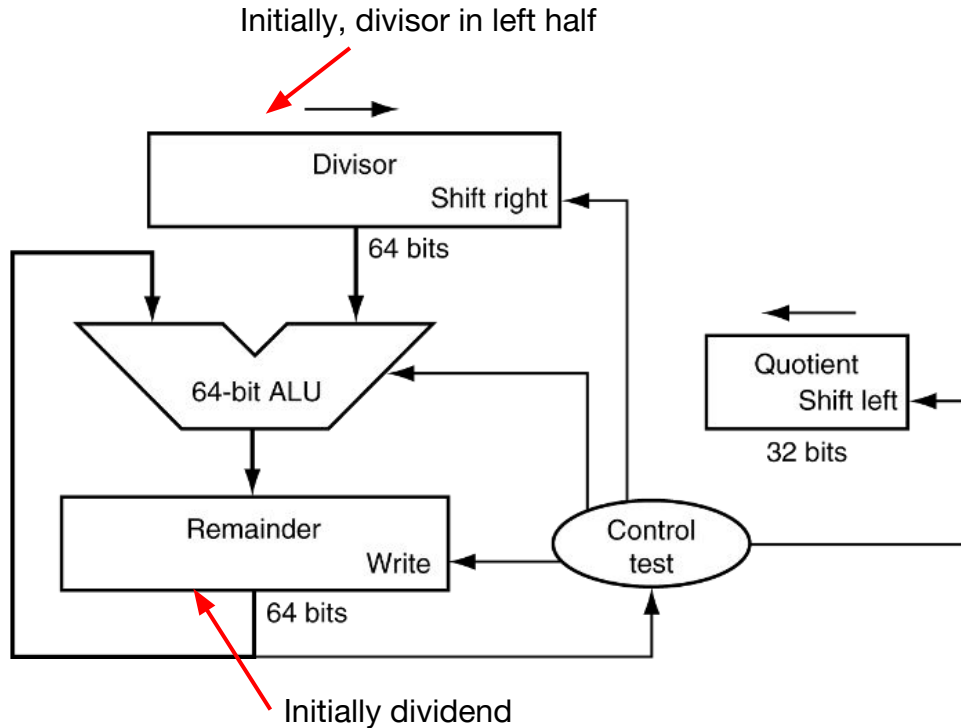 Initially, divisor in left half
Divisor
Shift right
64 bits
64-bit ALU
Quotient
Shift left
32 bits
Remainder
Write
Control
test
64 bits
Initially dividend